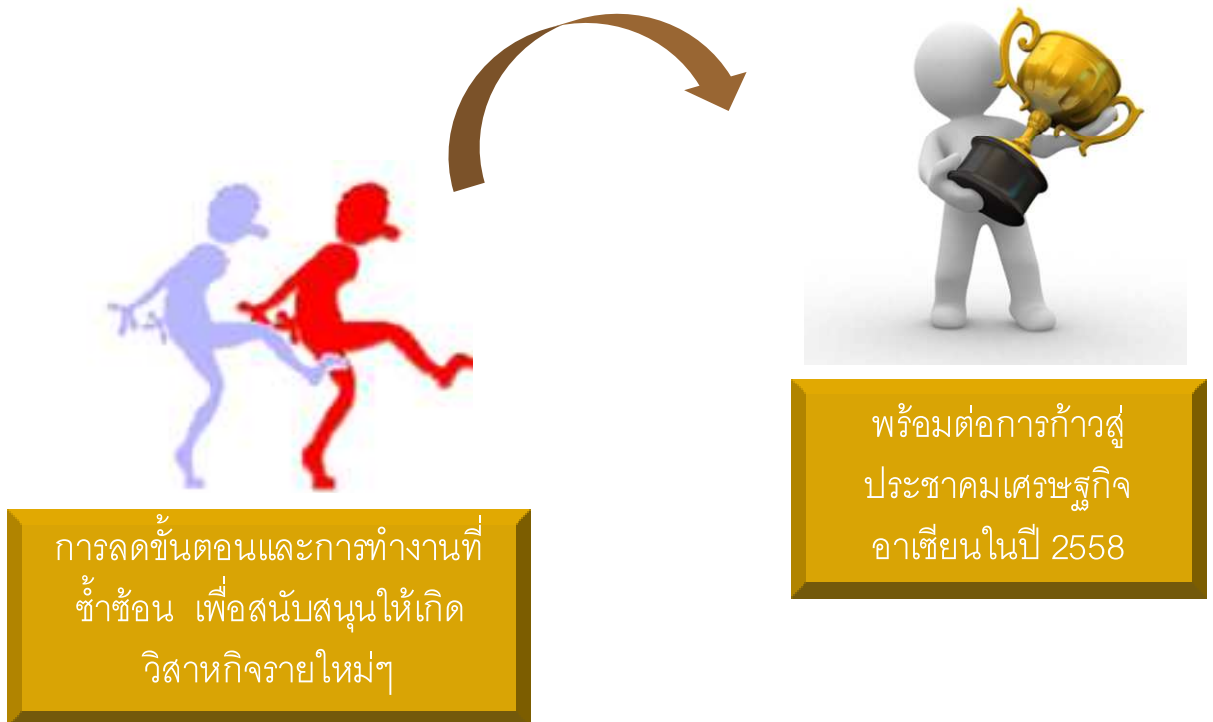 การลดขั้นตอนและการทำงานที่
ซ้ำซ้อน เพื่อสนับสนุนให้เกิด
วิสาหกิจรายใหม่ๆ
พร้อมต่อการก้าวสู่
ประชาคมเศรษฐกิจ
อาเซียนในปี 2558